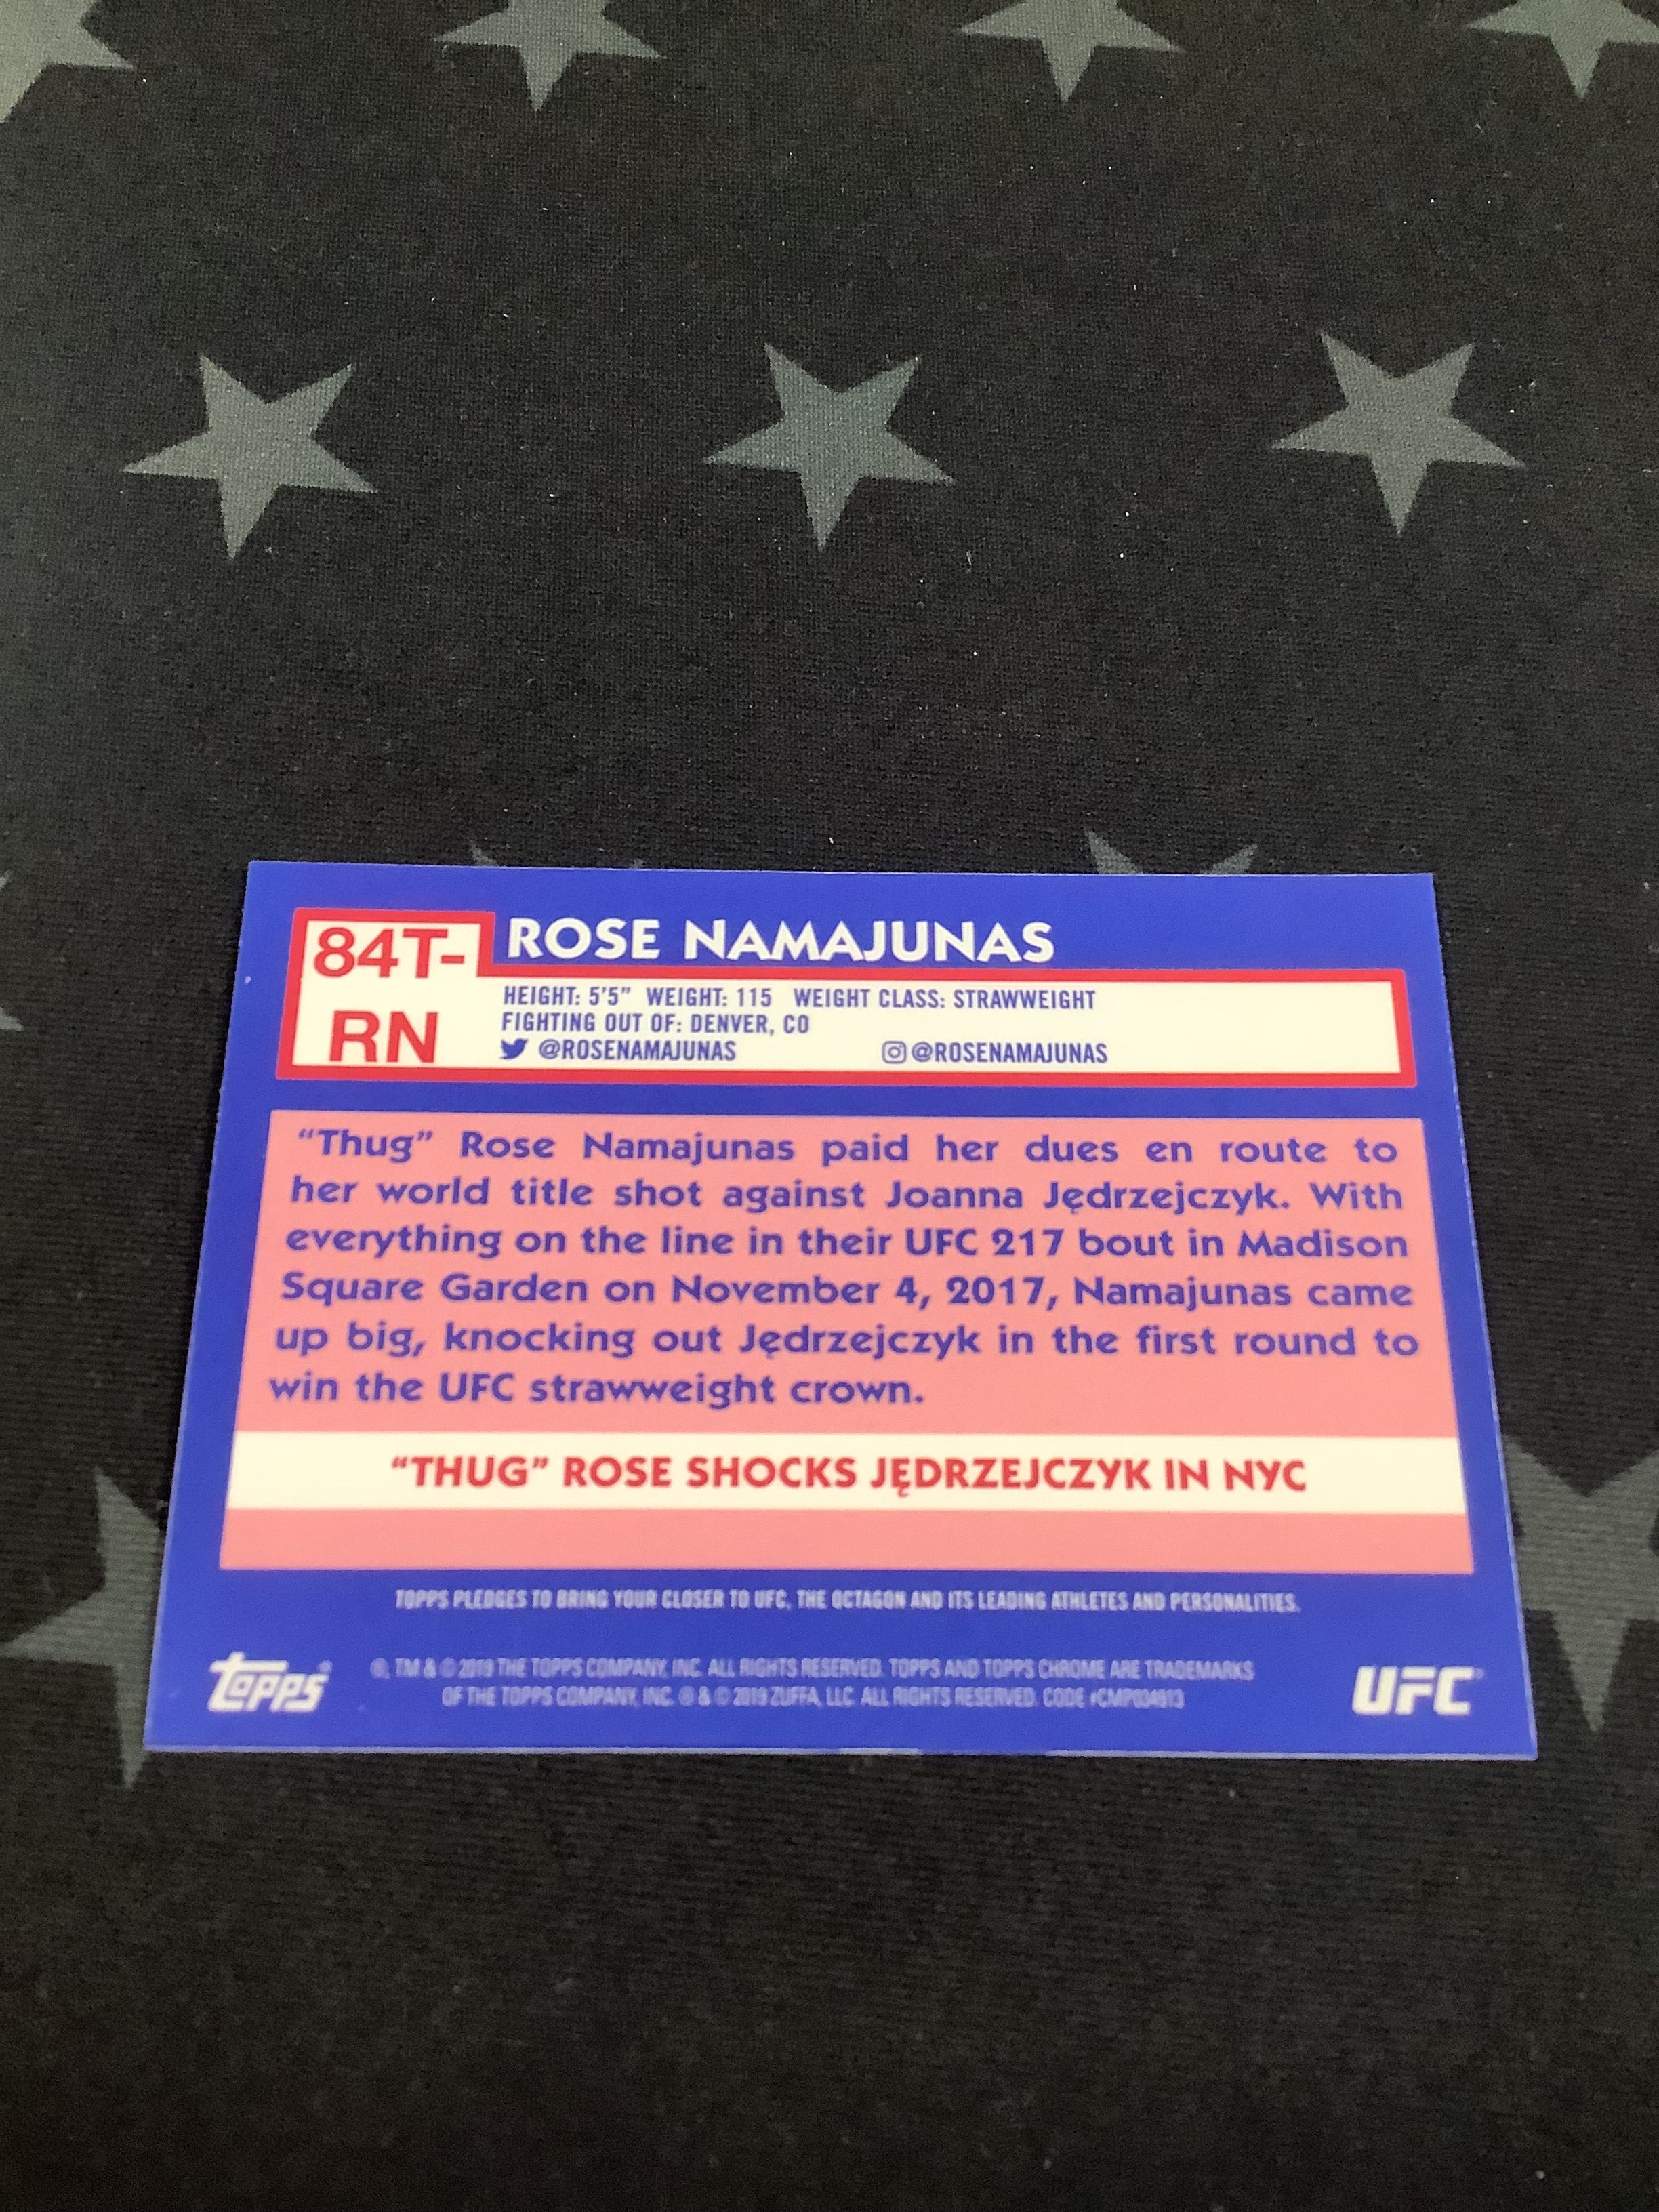 84T-
RN
ROSE NAMAJUNAS
HEIGHT: 5'5" WEIGHT: 115 WEIGHT CLASS: STRAWWEIGHT
FIGHTING OUT OF: DENVER, CO
@ROSENAMAJUNAS @ROSENAMAJUNAS
“Thug” Rose Namajunas paid her dues en route to
her world title shot against Joanna Jędrzejczyk. With
everything on the line in their UFC 217 bout in Madison
Square Garden on November 4, 2017, Namajunas came
up big, knocking out Jędrzejczyk in the first round to
win the UFC strawweight crown.
“THUG” ROSE SHOCKS JĘDRZEJCZYK IN NYC
TOPPS PLEDGES TO BRING YOUR CLOSER TO UFC, THE OCTAGON AND ITS LEADING ATHLETES AND PERSONALITIES.
topps®
®, TM & © 2019 THE TOPPS COMPANY, INC. ALL RIGHTS RESERVED. TOPPS AND TOPPS CHROME ARE TRADEMARKS
OF THE TOPPS COMPANY, INC. ® & © 2019 ZUFFA, LLC. ALL RIGHTS RESERVED. CODE #CMP004913
UFC®